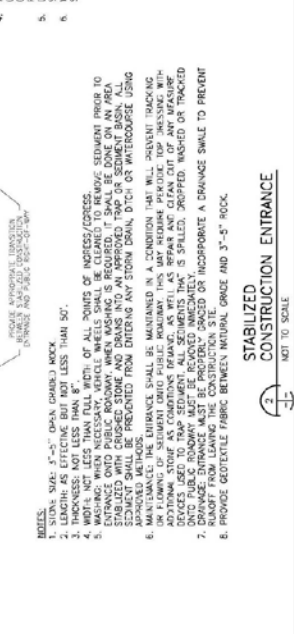 PROVIDE APPROPRIATE TRANSITION
BETWEEN STABILIZED CONSTRUCTION
ENTRANCE AND PUBLIC RIGHT-OF-WAY
NOTES:
1. STONE SIZE: 3"-5" OPEN GRADED ROCK.
2. LENGTH: AS EFFECTIVE BUT NOT LESS THAN 50'.
3. THICKNESS: NOT LESS THAN 8".
4. WIDTH: NOT LESS THAN FULL WIDTH OF ALL POINTS OF INGRESS/EGRESS.
5. WASHING: WHEN NECESSARY, VEHICLE WHEELS SHALL BE CLEANED TO REMOVE SEDIMENT PRIOR TO
ENTRANCE ONTO PUBLIC ROADWAY. WHEN WASHING IS REQUIRED, IT SHALL BE DONE ON AN AREA
STABILIZED WITH CRUSHED STONE AND DRAINS INTO AN APPROVED TRAP OR SEDIMENT BASIN. ALL
SEDIMENT SHALL BE PREVENTED FROM ENTERING ANY STORM DRAIN, DITCH OR WATERCOURSE USING
APPROVED METHODS.
6. MAINTENANCE: THE ENTRANCE SHALL BE MAINTAINED IN A CONDITION THAT WILL PREVENT TRACKING
OR FLOWING OF SEDIMENT ONTO PUBLIC ROADWAY. THIS MAY REQUIRE PERIODIC TOP DRESSING WITH
ADDITIONAL STONE AS CONDITIONS DEMAND, AS WELL AS REPAIR AND CLEAN OUT OF ANY MEASURE
DEVICES USED TO TRAP SEDIMENT. ALL SEDIMENTS THAT IS SPILLED, DROPPED, WASHED OR TRACKED
ONTO PUBLIC ROADWAY MUST BE REMOVED IMMEDIATELY.
7. DRAINAGE: ENTRANCE MUST BE PROPERLY GRADED OR INCORPORATE A DRAINAGE SWALE TO PREVENT
RUNOFF FROM LEAVING THE CONSTRUCTION SITE.
8. PROVIDE GEOTEXTILE FABRIC BETWEEN NATURAL GRADE AND 3"-5" ROCK.
2
STABILIZED
CONSTRUCTION ENTRANCE
NOT TO SCALE
5.
6.